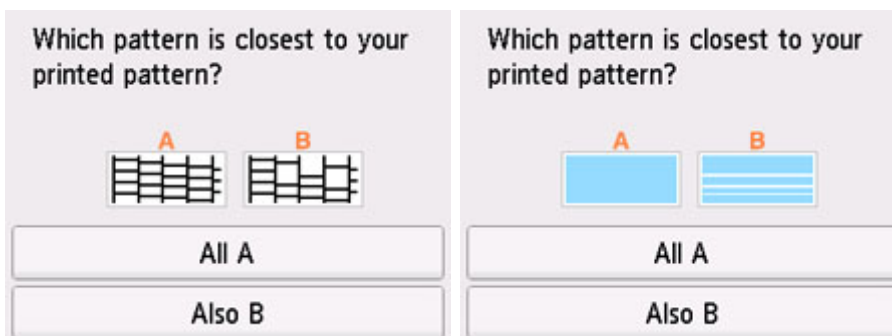 Which pattern is closest to your
printed pattern?
A B
All A
Also B
Which pattern is closest to your
printed pattern?
A B
All A
Also B